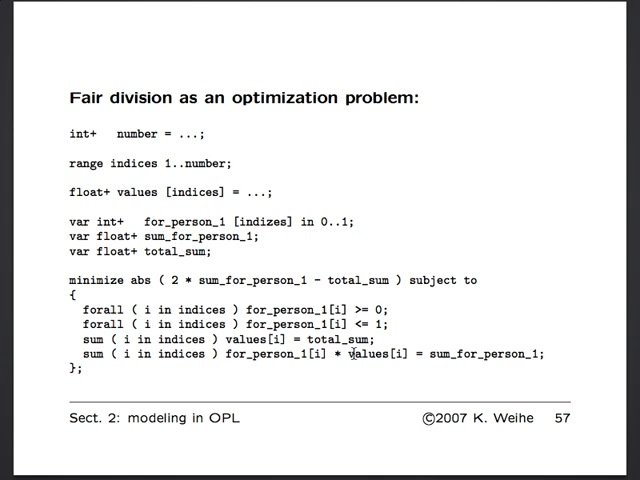 Fair division as an optimization problem:
int+ number = ...;
range indices 1..number;
float+ values [indices] = ...;
var int+ for_person_1 [indizes] in 0..1;
var float+ sum_for_person_1;
var float+ total_sum;
minimize abs ( 2 * sum_for_person_1 - total_sum ) subject to
{
forall ( i in indices ) for_person_1[i] >= 0;
forall ( i in indices ) for_person_1[i] <= 1;
sum ( i in indices ) values[i] = total_sum;
sum ( i in indices ) for_person_1[i] * values[i] = sum_for_person_1;
};
Sect. 2: modeling in OPL ©2007 K. Weihe 57